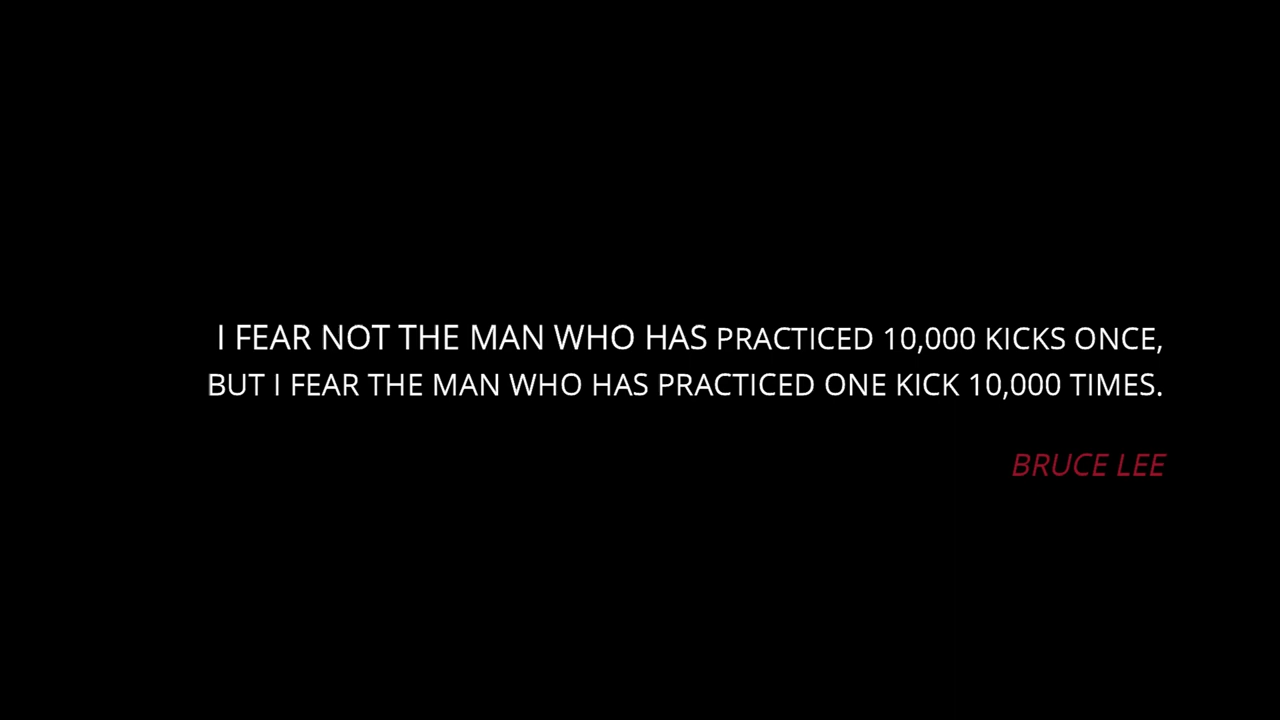 I FEAR NOT THE MAN WHO HAS PRACTICED 10,000 KICKS ONCE,
BUT I FEAR THE MAN WHO HAS PRACTICED ONE KICK 10,000 TIMES.
BRUCE LEE